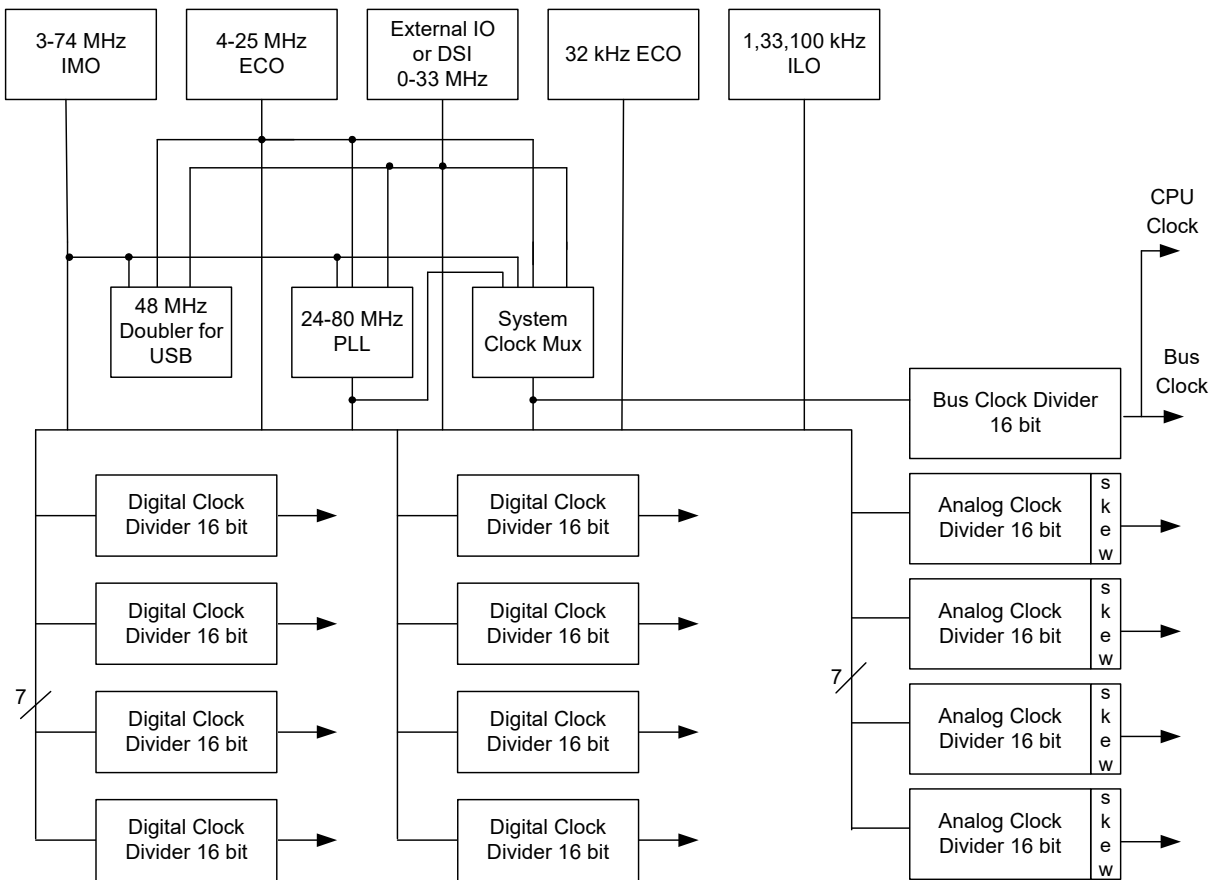 3-74 MHz
IMO
4-25 MHz
ECO
External IO
or DSI
0-33 MHz
32 kHz ECO
1,33,100 kHz
ILO
CPU
Clock
48 MHz
Doubler for
USB
24-80 MHz
PLL
System
Clock Mux
Bus
Clock
Bus Clock Divider
16 bit
Digital Clock
Divider 16 bit
Digital Clock
Divider 16 bit
Analog Clock
Divider 16 bit
s
k
e
w
Digital Clock
Divider 16 bit
Digital Clock
Divider 16 bit
Analog Clock
Divider 16 bit
s
k
e
w
7
7
Digital Clock
Divider 16 bit
Digital Clock
Divider 16 bit
Analog Clock
Divider 16 bit
s
k
e
w
Digital Clock
Divider 16 bit
Digital Clock
Divider 16 bit
Analog Clock
Divider 16 bit
s
k
e
w